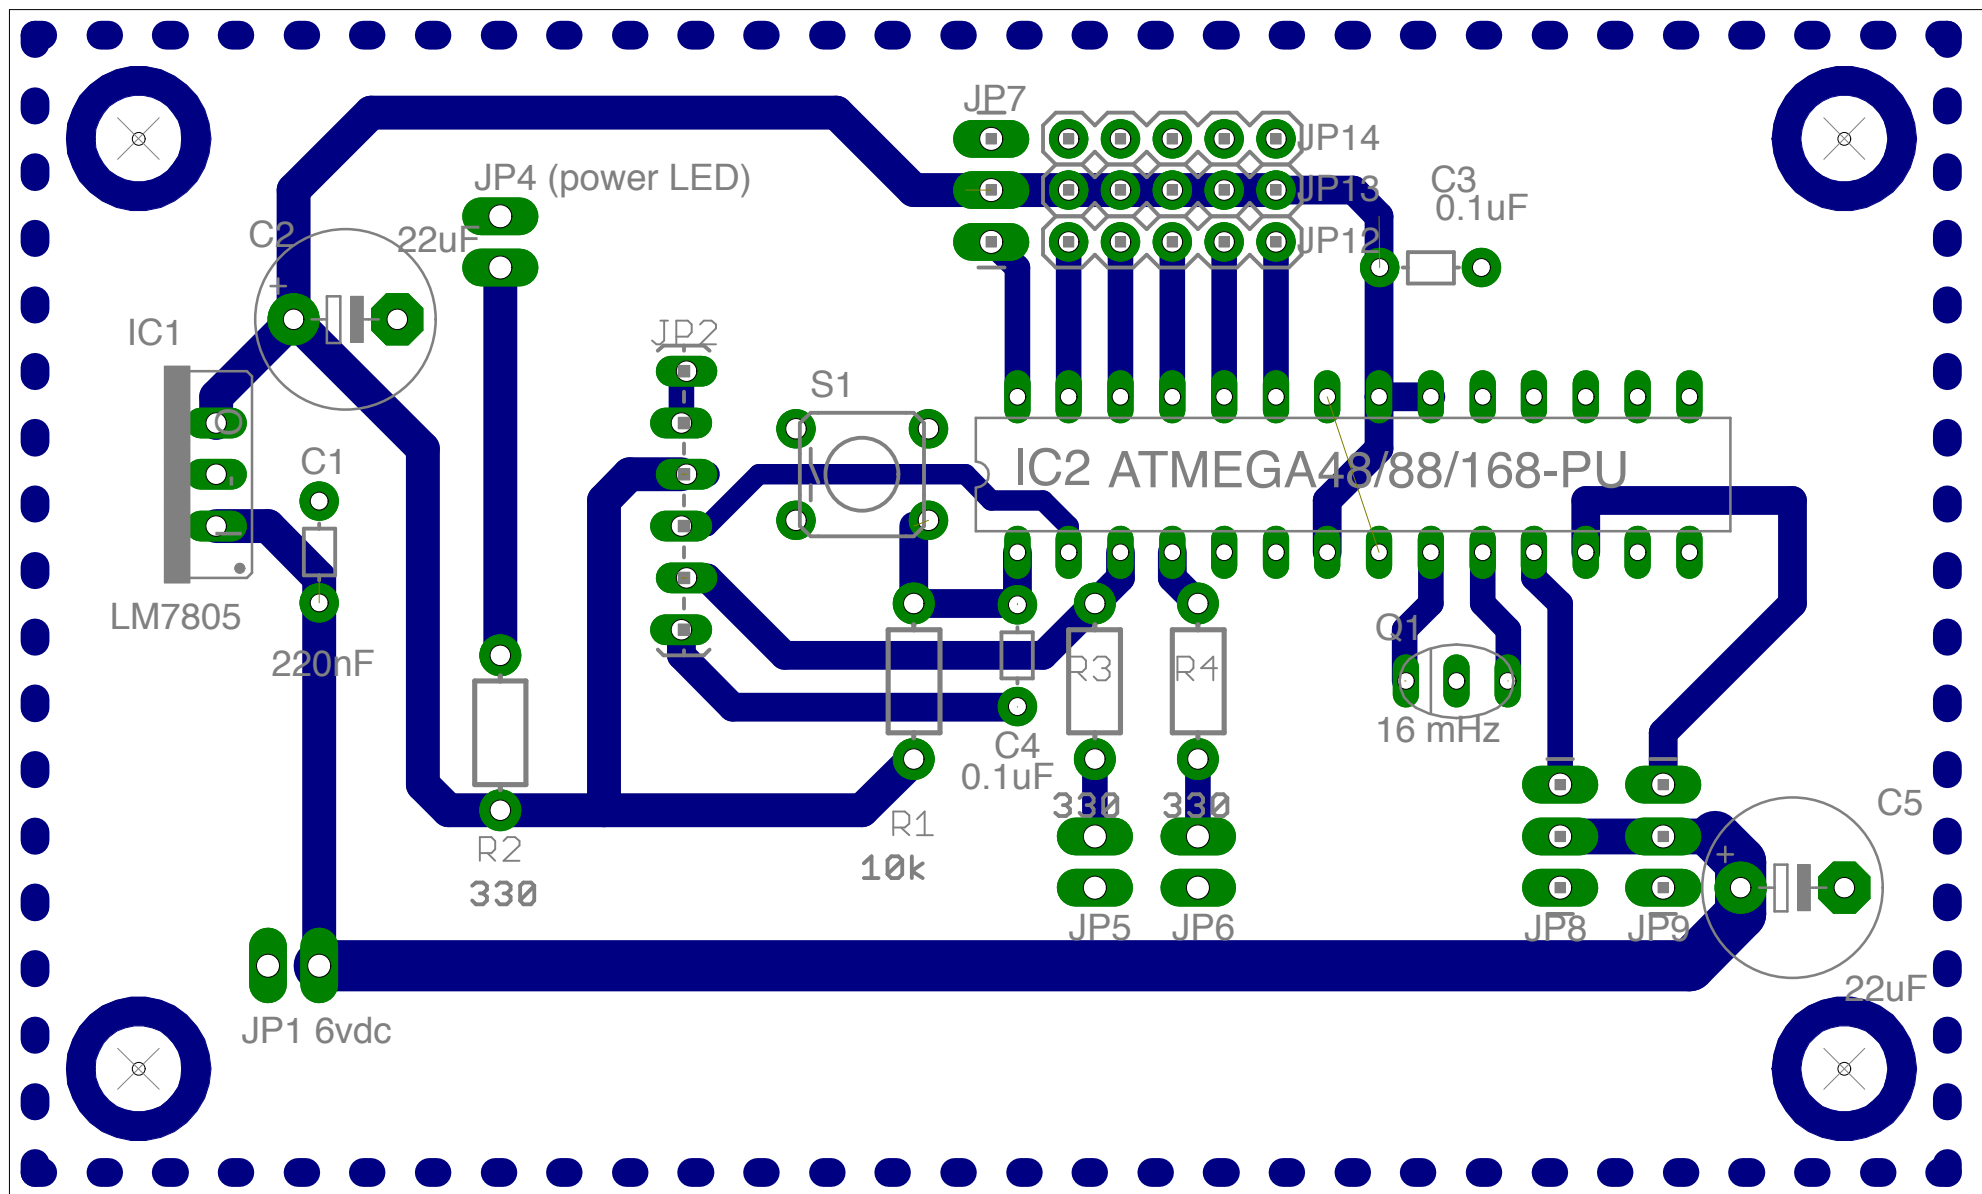 JP7
JP14
JP4 (power LED)
C3
JP13
0.1uF
C2
22uF
JP12
+
IC1
JP2
S1
O
C1
IC2 ATMEGA48/88/168-PU
-
I
LM7805
220nF
Q1
R3
R4
16 mHz
C4
0.1uF
330
330
C5
R1
R2
10k
+
330
JP5
JP6
JP8
JP9
22uF
JP1 6vdc